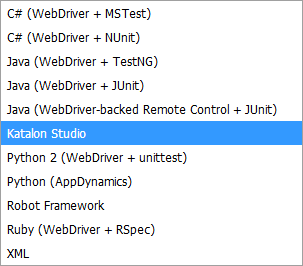 C# (WebDriver + MSTest)
C# (WebDriver + NUnit)
Java (WebDriver + TestNG)
Java (WebDriver + JUnit)
Java (WebDriver-backed Remote Control + JUnit)
Katalon Studio
Python 2 (WebDriver + unittest)
Python (AppDynamics)
Robot Framework
Ruby (WebDriver + RSpec)
XML